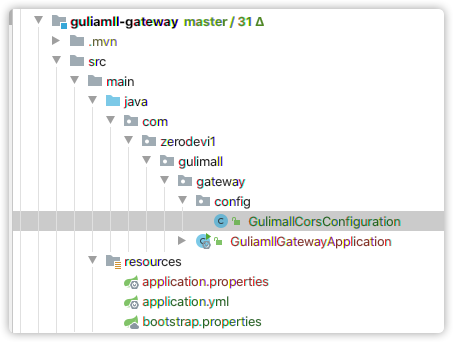 guliamll-gateway master / 31 Δ
.mvn
src
main
java
com
zerodevi1
gulimall
gateway
config
GulimallCorsConfiguration
GuliamllGatewayApplication
resources
application.properties
application.yml
bootstrap.properties